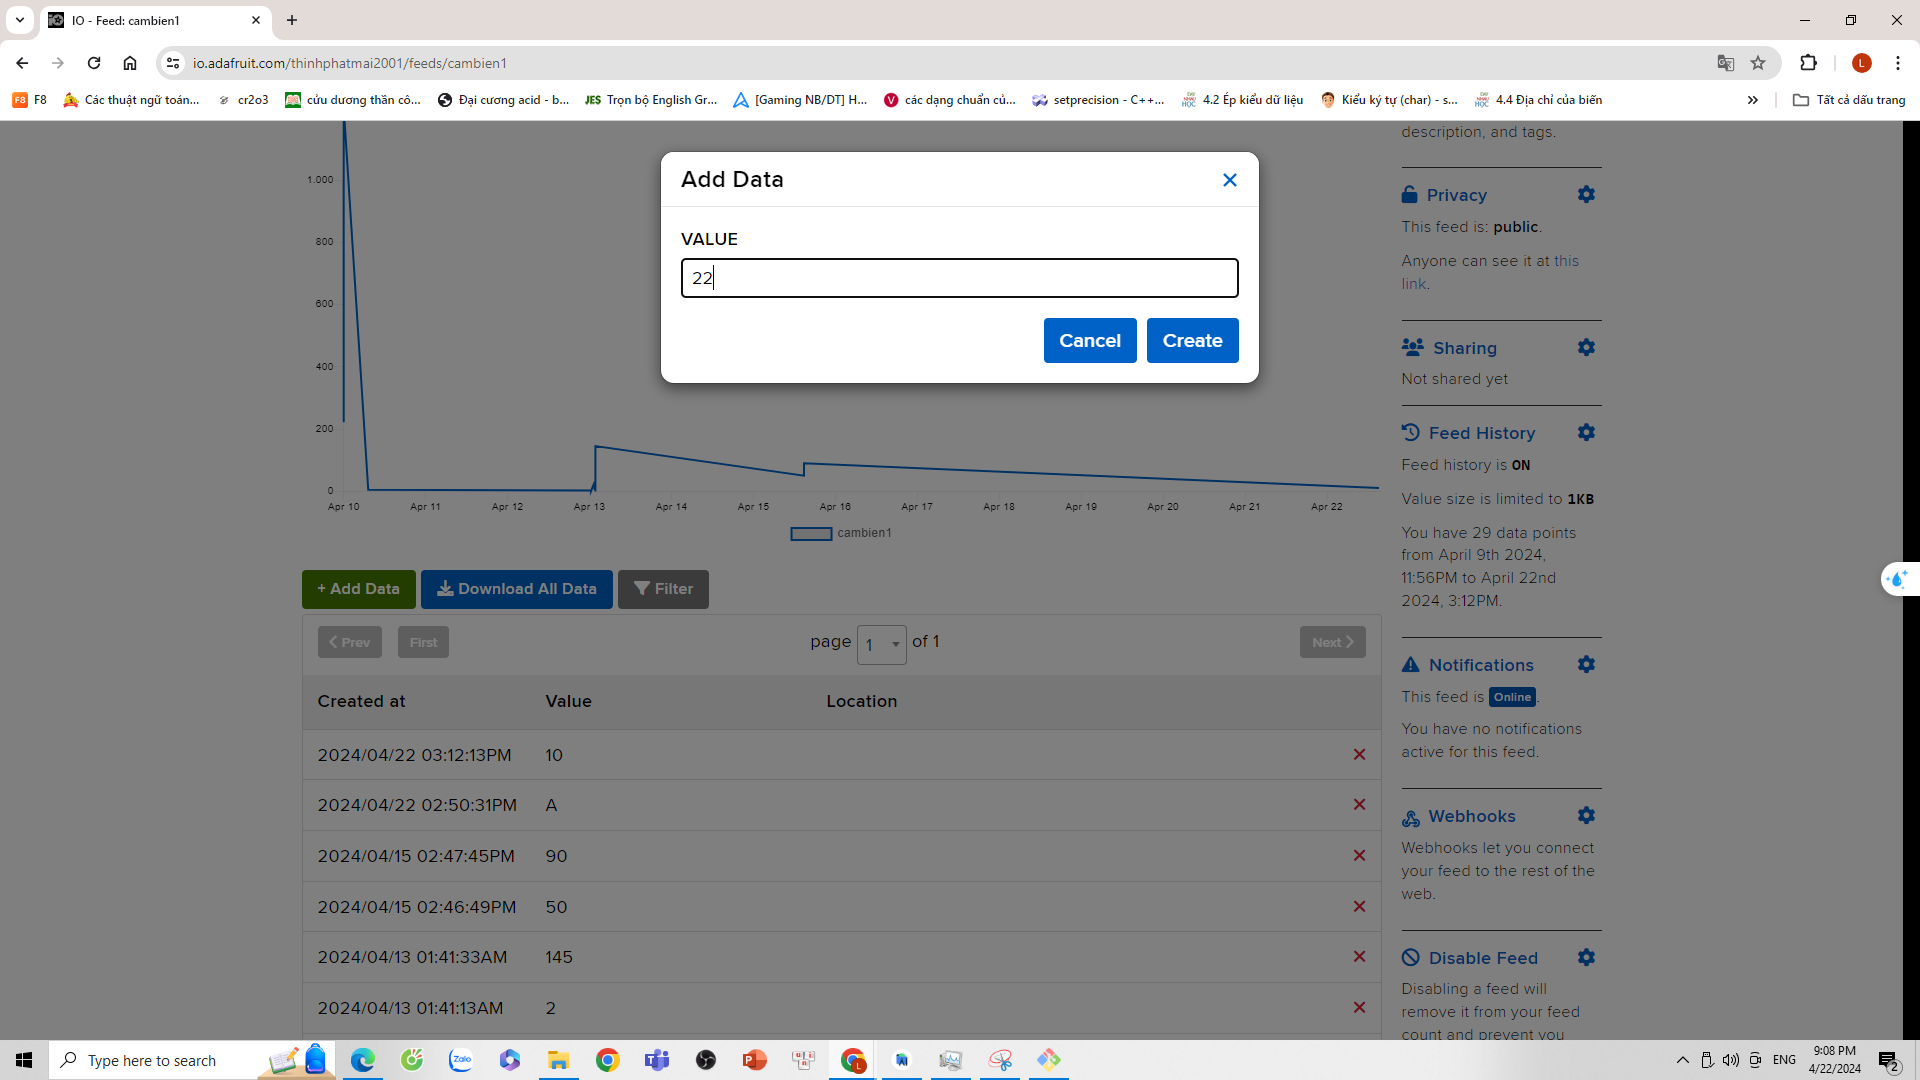 IO - Feed: cambien1
io.adafruit.com/thinhphatmai2001/feeds/cambien1
L
F8 F8
Các thuật ngữ toán...
cr2o3
cửu dương thần cô...
Đại cương acid - b...
JES Trọn bộ English Gr...
[Gaming NB/DT] H...
các dạng chuẩn củ...
setprecision - C++...
4.2 Ép kiểu dữ liệu
Kiểu ký tự (char) - s...
4.4 Địa chỉ của biến
Tất cả dấu trang
1.000
800
600
400
200
0
Apr 10 Apr 11 Apr 12 Apr 13 Apr 14 Apr 15 Apr 16 Apr 17 Apr 18 Apr 19 Apr 20 Apr 21 Apr 22
cambien1
Add Data
VALUE
22
Cancel
Create
+ Add Data
Download All Data
Filter
Prev
First
page 1 of 1
Next
Created at Value Location
2024/04/22 03:12:13PM 10
2024/04/22 02:50:31PM A
2024/04/15 02:47:45PM 90
2024/04/15 02:46:49PM 50
2024/04/13 01:41:33AM 145
2024/04/13 01:41:13AM 2
description, and tags.
Privacy
This feed is: public.
Anyone can see it at this
link.
Sharing
Not shared yet
Feed History
Feed history is ON
Value size is limited to 1KB
You have 29 data points
from April 9th 2024,
11:56PM to April 22nd
2024, 3:12PM.
Notifications
This feed is Online.
You have no notifications
active for this feed.
Webhooks
Webhooks let you connect
your feed to the rest of the
web.
Disable Feed
Disabling a feed will
remove it from your feed
count and prevent you
Type here to search
Zalo
ENG
9:08 PM
4/22/2024
2